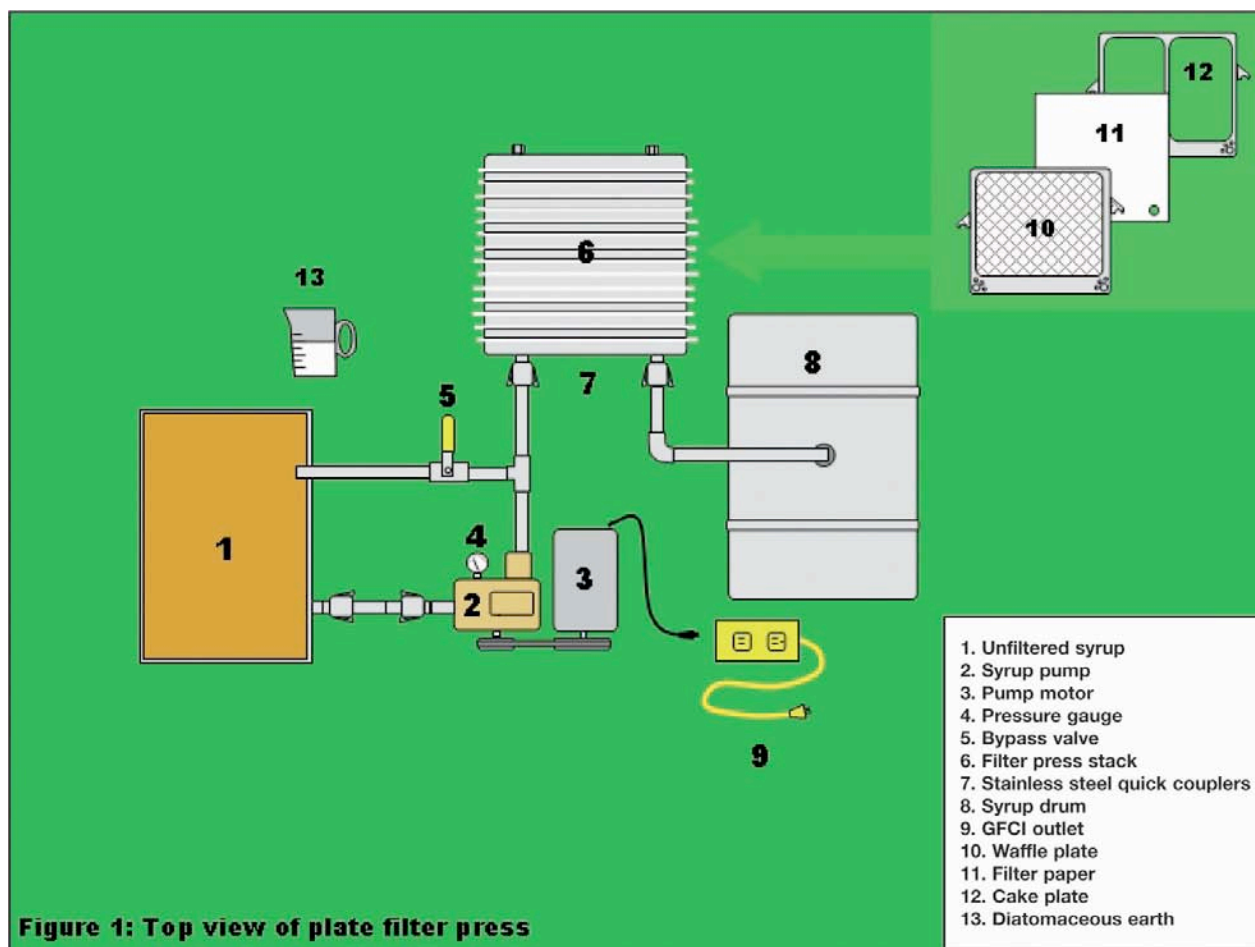 12
11
10
6
13
8
7
5
1
4
3
2
9
1. Unfiltered syrup
2. Syrup pump
3. Pump motor
4. Pressure gauge
5. Bypass valve
6. Filter press stack
7. Stainless steel quick couplers
8. Syrup drum
9. GFCI outlet
10. Waffle plate
11. Filter paper
12. Cake plate
13. Diatomaceous earth
Figure 1: Top view of plate filter press